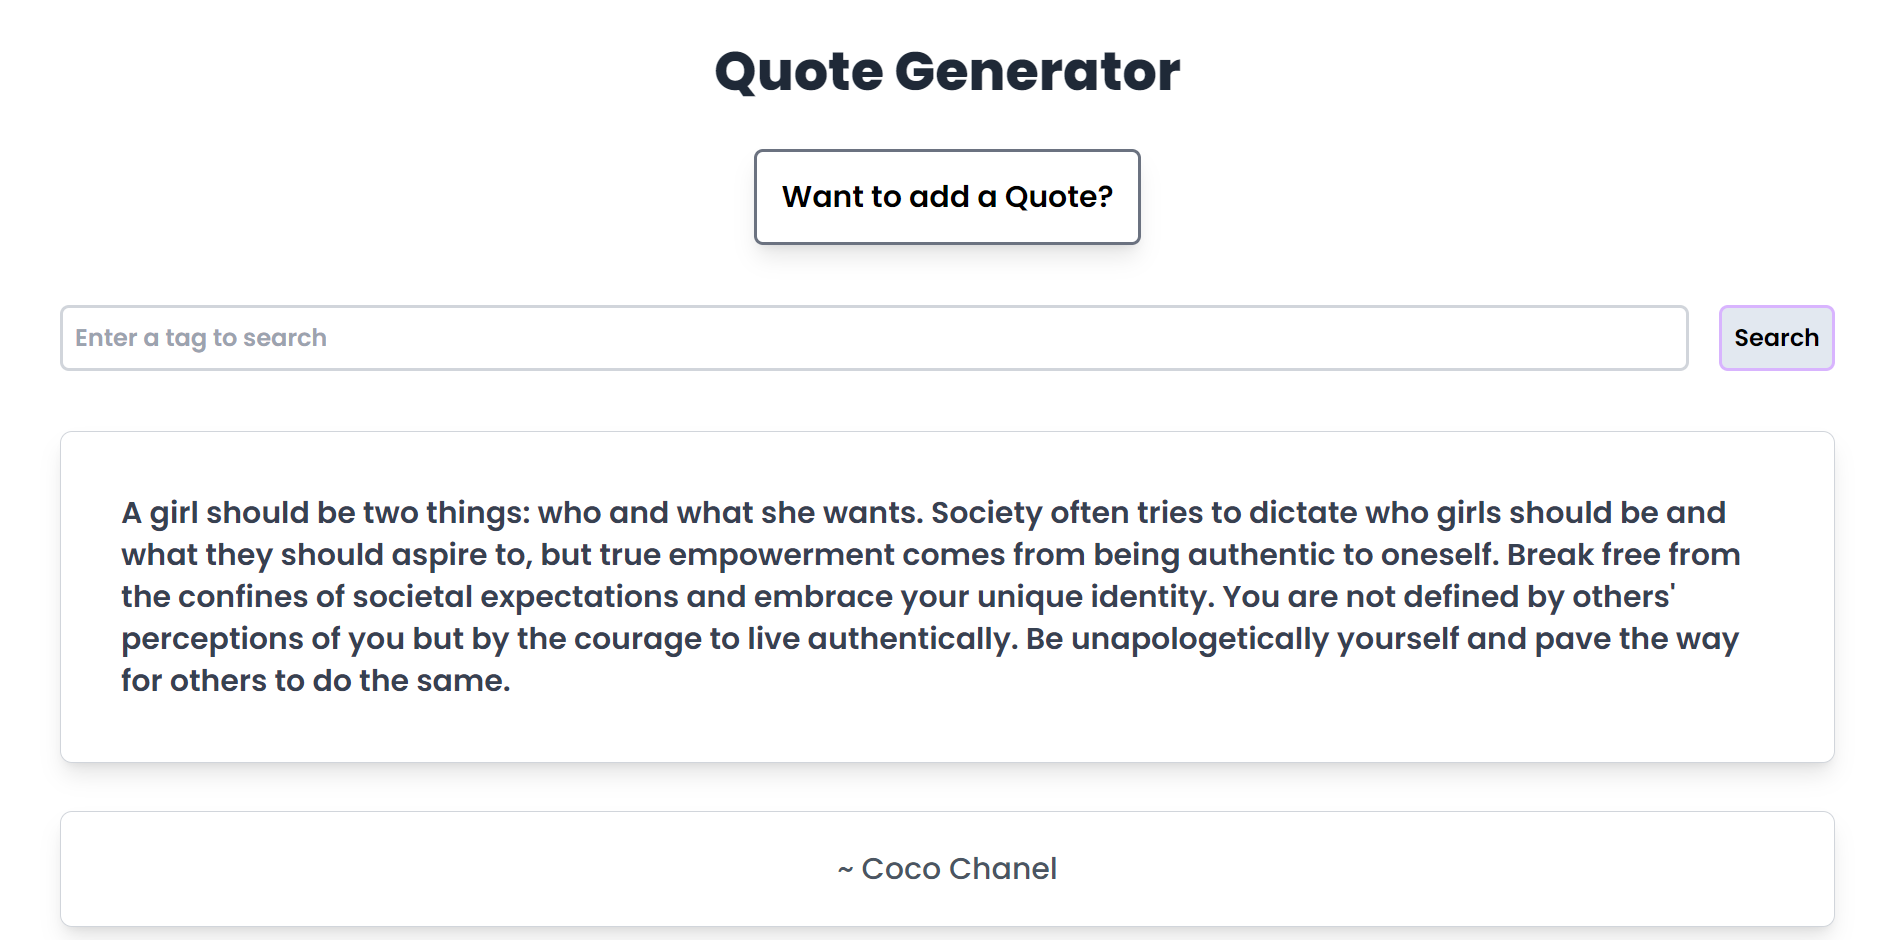 Quote Generator
Want to add a Quote?
Enter a tag to search
Search
A girl should be two things: who and what she wants. Society often tries to dictate who girls should be and
what they should aspire to, but true empowerment comes from being authentic to oneself. Break free from
the confines of societal expectations and embrace your unique identity. You are not defined by others'
perceptions of you but by the courage to live authentically. Be unapologetically yourself and pave the way
for others to do the same.
~ Coco Chanel